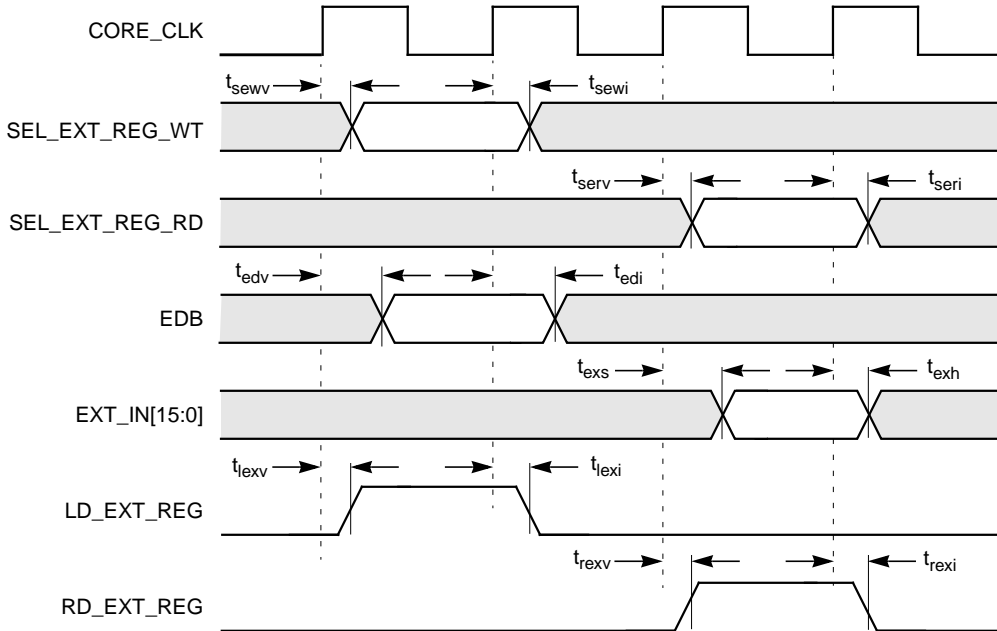 CORE_CLK
tsewv
tsewi
SEL_EXT_REG_WT
tserv
tseri
SEL_EXT_REG_RD
tedv
tedi
EDB
texs
texh
EXT_IN[15:0]
tlexv
tlexi
LD_EXT_REG
trexv
trexi
RD_EXT_REG